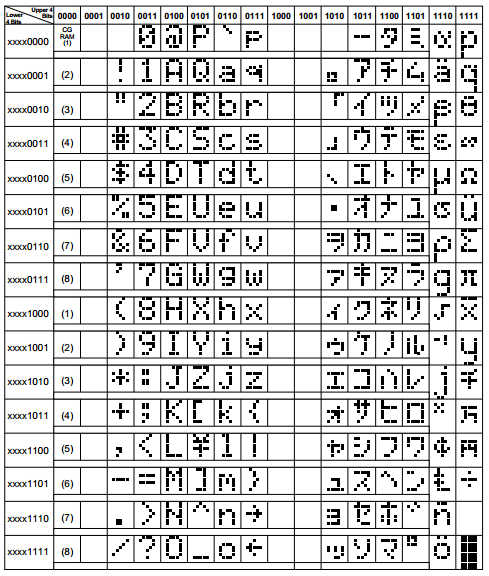 Upper 4 Bits
Lower 4 Bits
0000 0001 0010 0011 0100 0101 0110 0111 1000 1001 1010 1011 1100 1101 1110 1111
xxxx0000 CG RAM (1) 0 @ P ` p ー タ ミ α p
xxxx0001 (2) ! 1 A Q a q 。 ア チ ム ä q
xxxx0010 (3) " 2 B R b r 「 イ ツ メ β θ
xxxx0011 (4) # 3 C S c s 」 ウ テ モ ε ∞
xxxx0100 (5) $ 4 D T d t 、 エ ト ヤ μ Ω
xxxx0101 (6) % 5 E U e u ・ オ ナ ユ σ ü
xxxx0110 (7) & 6 F V f v ヲ カ ニ ヨ ρ Σ
xxxx0111 (8) ' 7 G W g w ァ キ ヌ ラ g π
xxxx1000 (1) ( 8 H X h x ィ ク ネ リ √ x̄
xxxx1001 (2) ) 9 I Y i y ゥ ケ ノ ル ⁻¹ y
xxxx1010 (3) * : J Z j z ェ コ ハ レ j 千
xxxx1011 (4) + ; K [ k { ォ サ ヒ ロ ˣ 万
xxxx1100 (5) , < L ¥ l | ャ シ フ ワ ¢ 円
xxxx1101 (6) - = M ] m } ュ ス ヘ ン £ ÷
xxxx1110 (7) . > N ^ n → ョ セ ホ ゛ ñ
xxxx1111 (8) / ? O _ o ← ッ ソ マ ゜ ö █